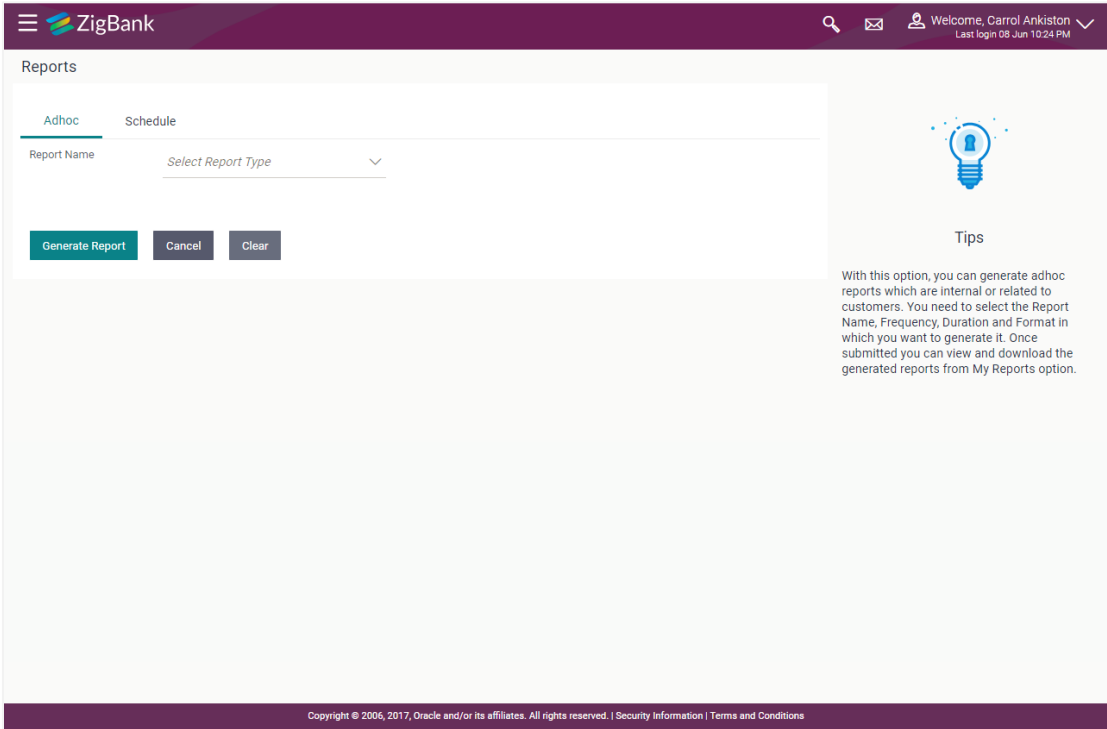 ZigBank
Welcome, Carrol Ankiston
Last login 08 Jun 10:24 PM
Reports
Adhoc
Schedule
Report Name
Select Report Type
Generate Report
Cancel
Clear
Tips
With this option, you can generate adhoc
reports which are internal or related to
customers. You need to select the Report
Name, Frequency, Duration and Format in
which you want to generate it. Once
submitted you can view and download the
generated reports from My Reports option.
Copyright © 2006, 2017, Oracle and/or its affiliates. All rights reserved. | Security Information | Terms and Conditions